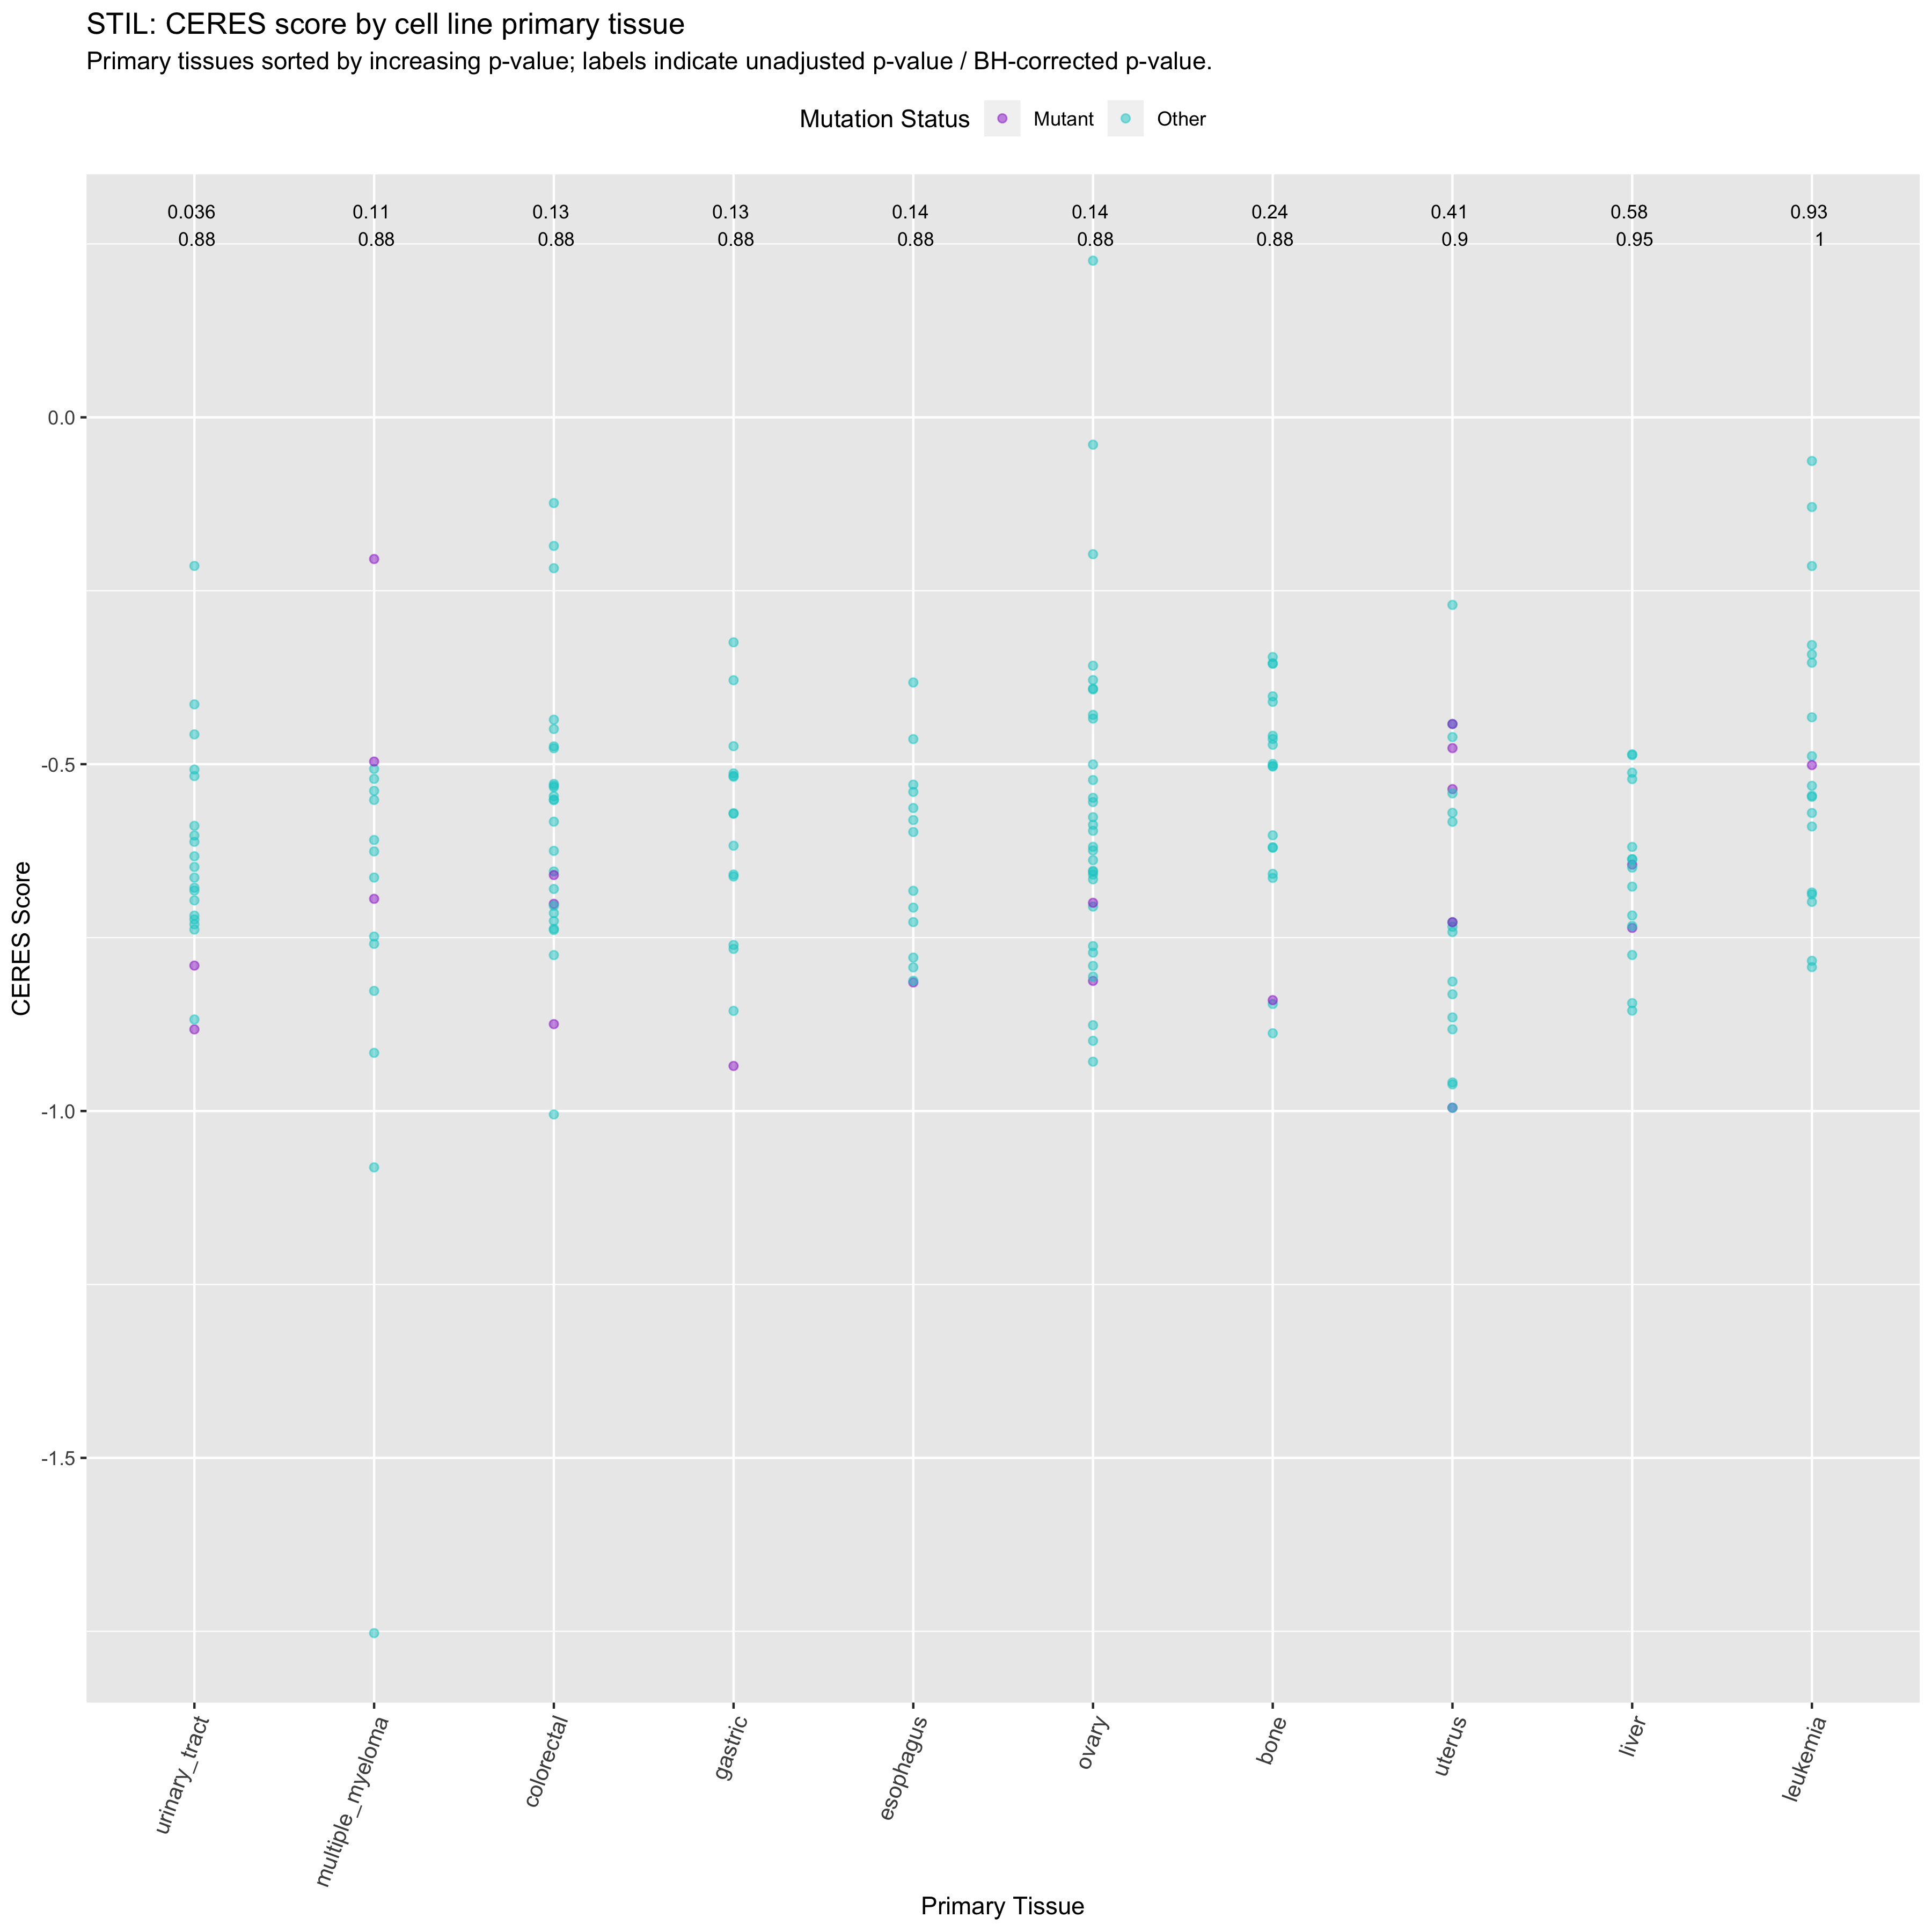 STIL: CERES score by cell line primary tissue
Primary tissues sorted by increasing p-value; labels indicate unadjusted p-value / BH-corrected p-value.
Mutation Status Mutant Other
0.036 0.11 0.13 0.13 0.14 0.14 0.24 0.41 0.58 0.93
0.88 0.88 0.88 0.88 0.88 0.88 0.88 0.9 0.95 1
0.0
-0.5
-1.0
-1.5
CERES Score
urinary_tract multiple_myeloma colorectal gastric esophagus ovary bone uterus liver leukemia
Primary Tissue